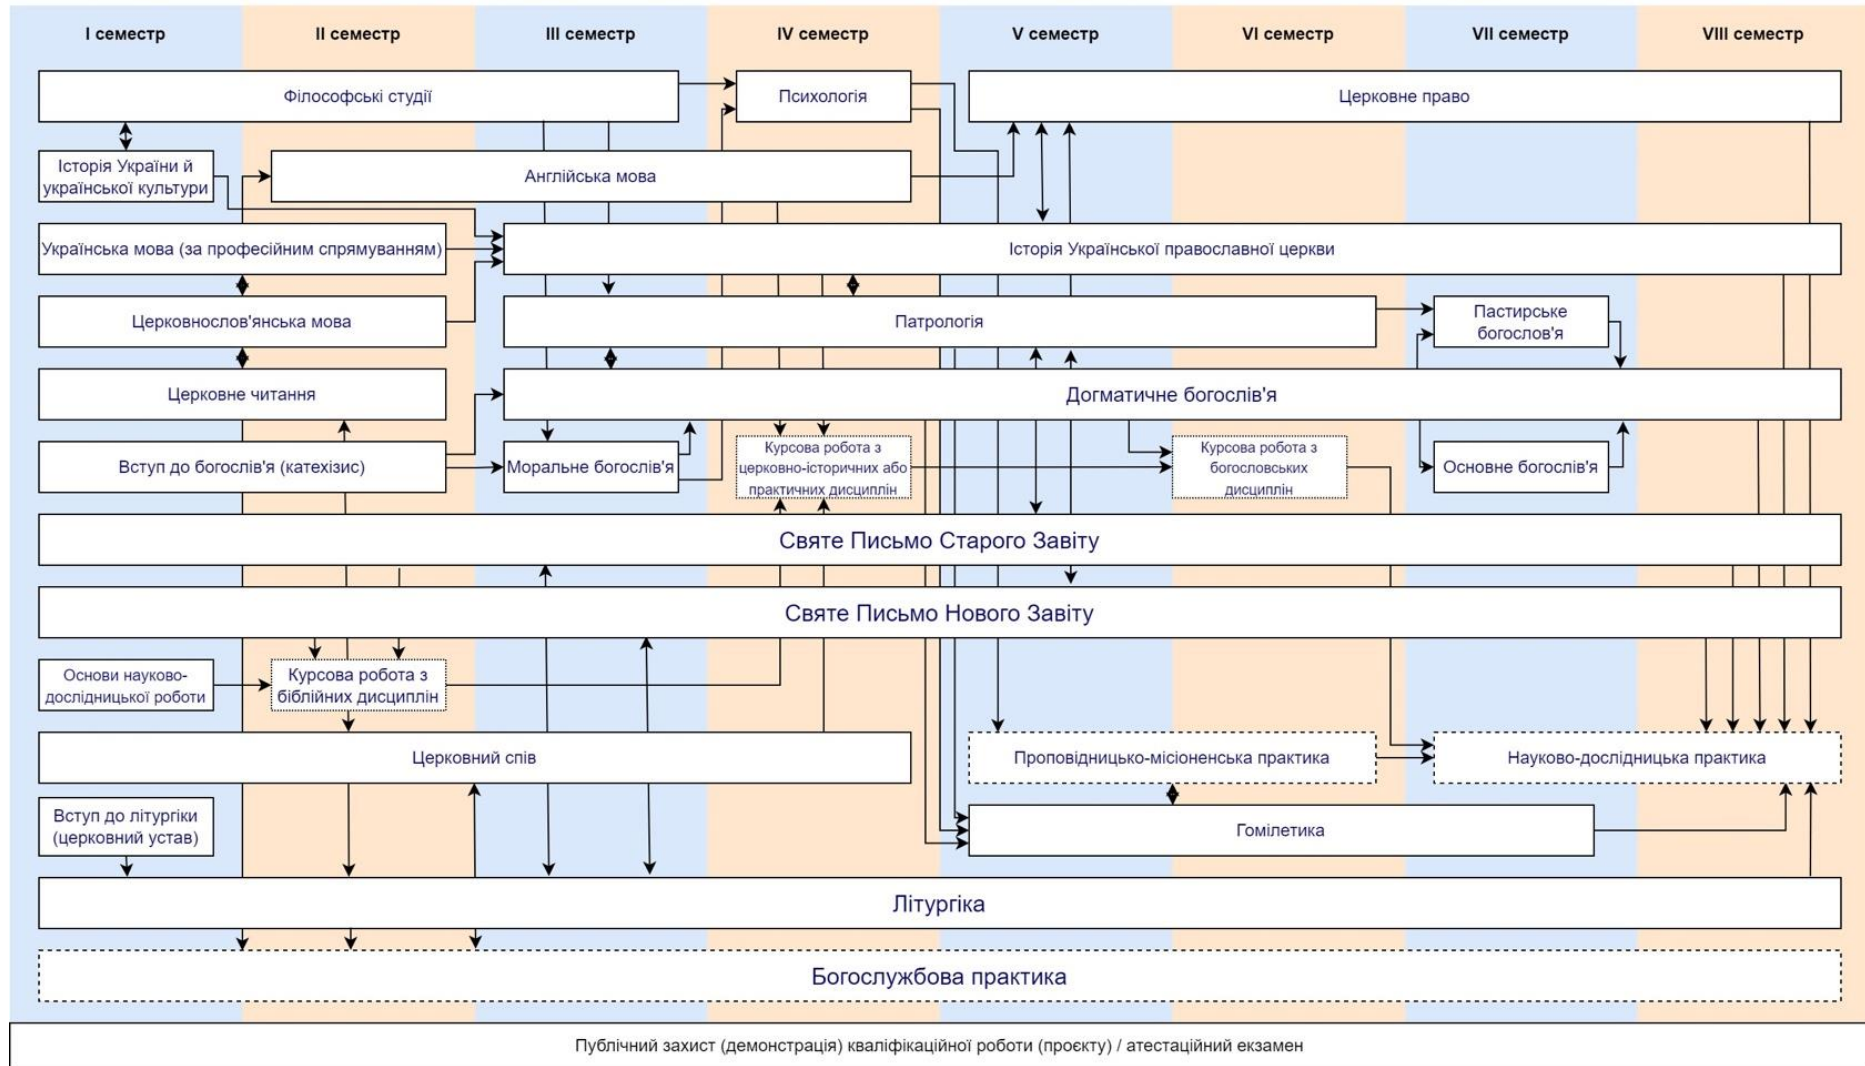 I семестр
II семестр
III семестр
IV семестр
V семестр
VI семестр
VII семестр
VIII семестр
Філософські студії
Психологія
Церковне право
Історія України й
української культури
Англійська мова
Українська мова (за професійним спрямуванням)
Історія Української православної церкви
Церковнослов'янська мова
Патрологія
Пастирське
богослов'я
Церковне читання
Догматичне богослів'я
Вступ до богослів'я (катехізис)
Моральне богослів'я
Курсова робота з
церковно-історичних або
практичних дисциплін
Курсова робота з
богословських
дисциплін
Основне богослів'я
Святе Письмо Старого Завіту
Святе Письмо Нового Завіту
Основи науково-
дослідницької роботи
Курсова робота з
біблійних дисциплін
Церковний спів
Проповідницько-місіоненська практика
Науково-дослідницька практика
Вступ до літургіки
(церковний устав)
Гомілетика
Літургіка
Богослужбова практика
Публічний захист (демонстрація) кваліфікаційної роботи (проєкту) / атестаційний екзамен